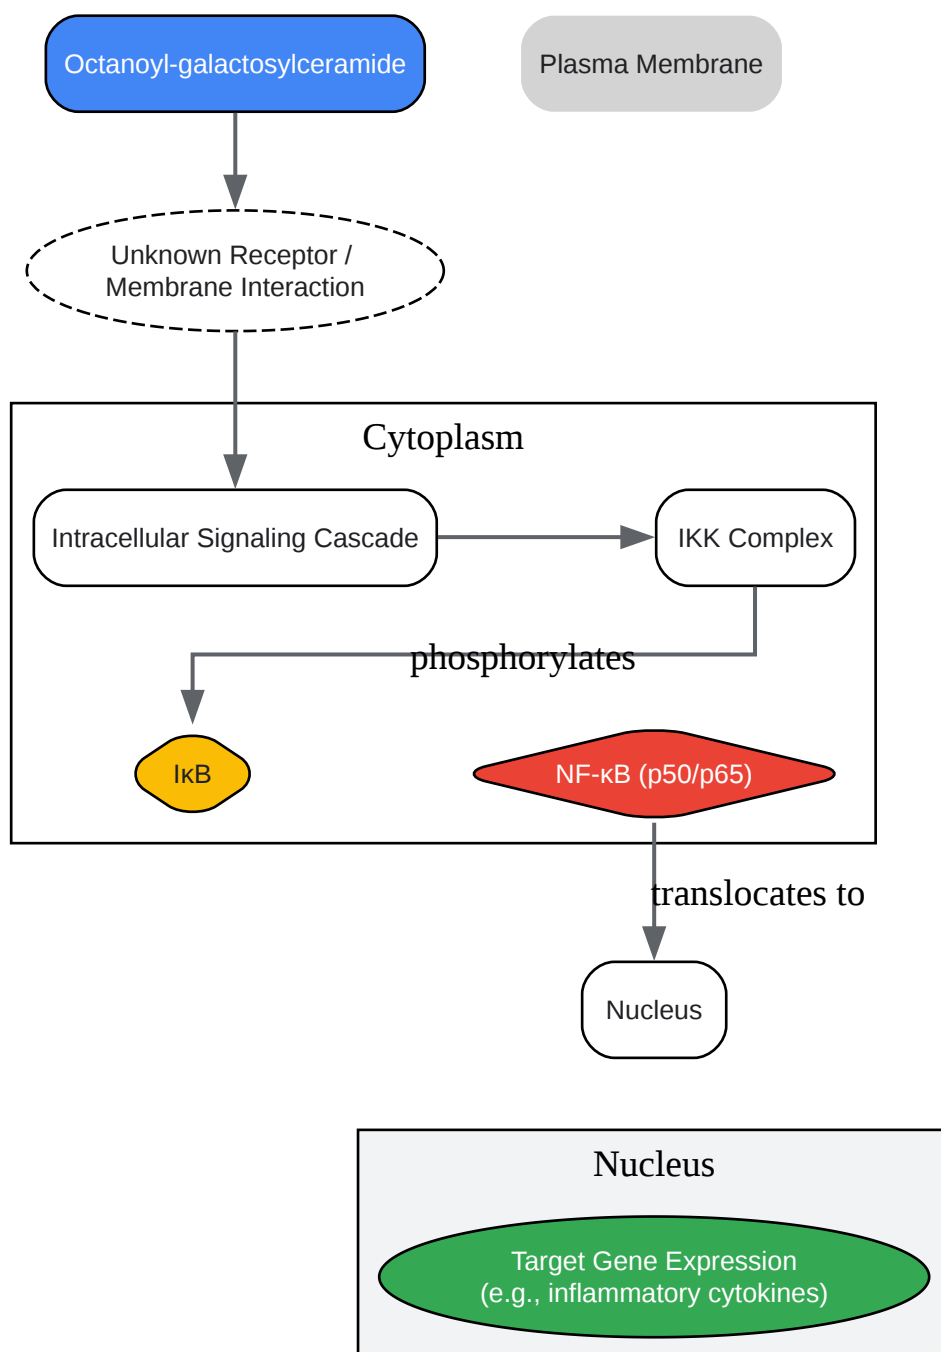 Octanoyl-galactosylceramide
Plasma Membrane
Unknown Receptor /
Membrane Interaction
Cytoplasm
Intracellular Signaling Cascade
IKK Complex
phosphorylates
IκB
NF-κB (p50/p65)
translocates to
Nucleus
Nucleus
Target Gene Expression
(e.g., inflammatory cytokines)